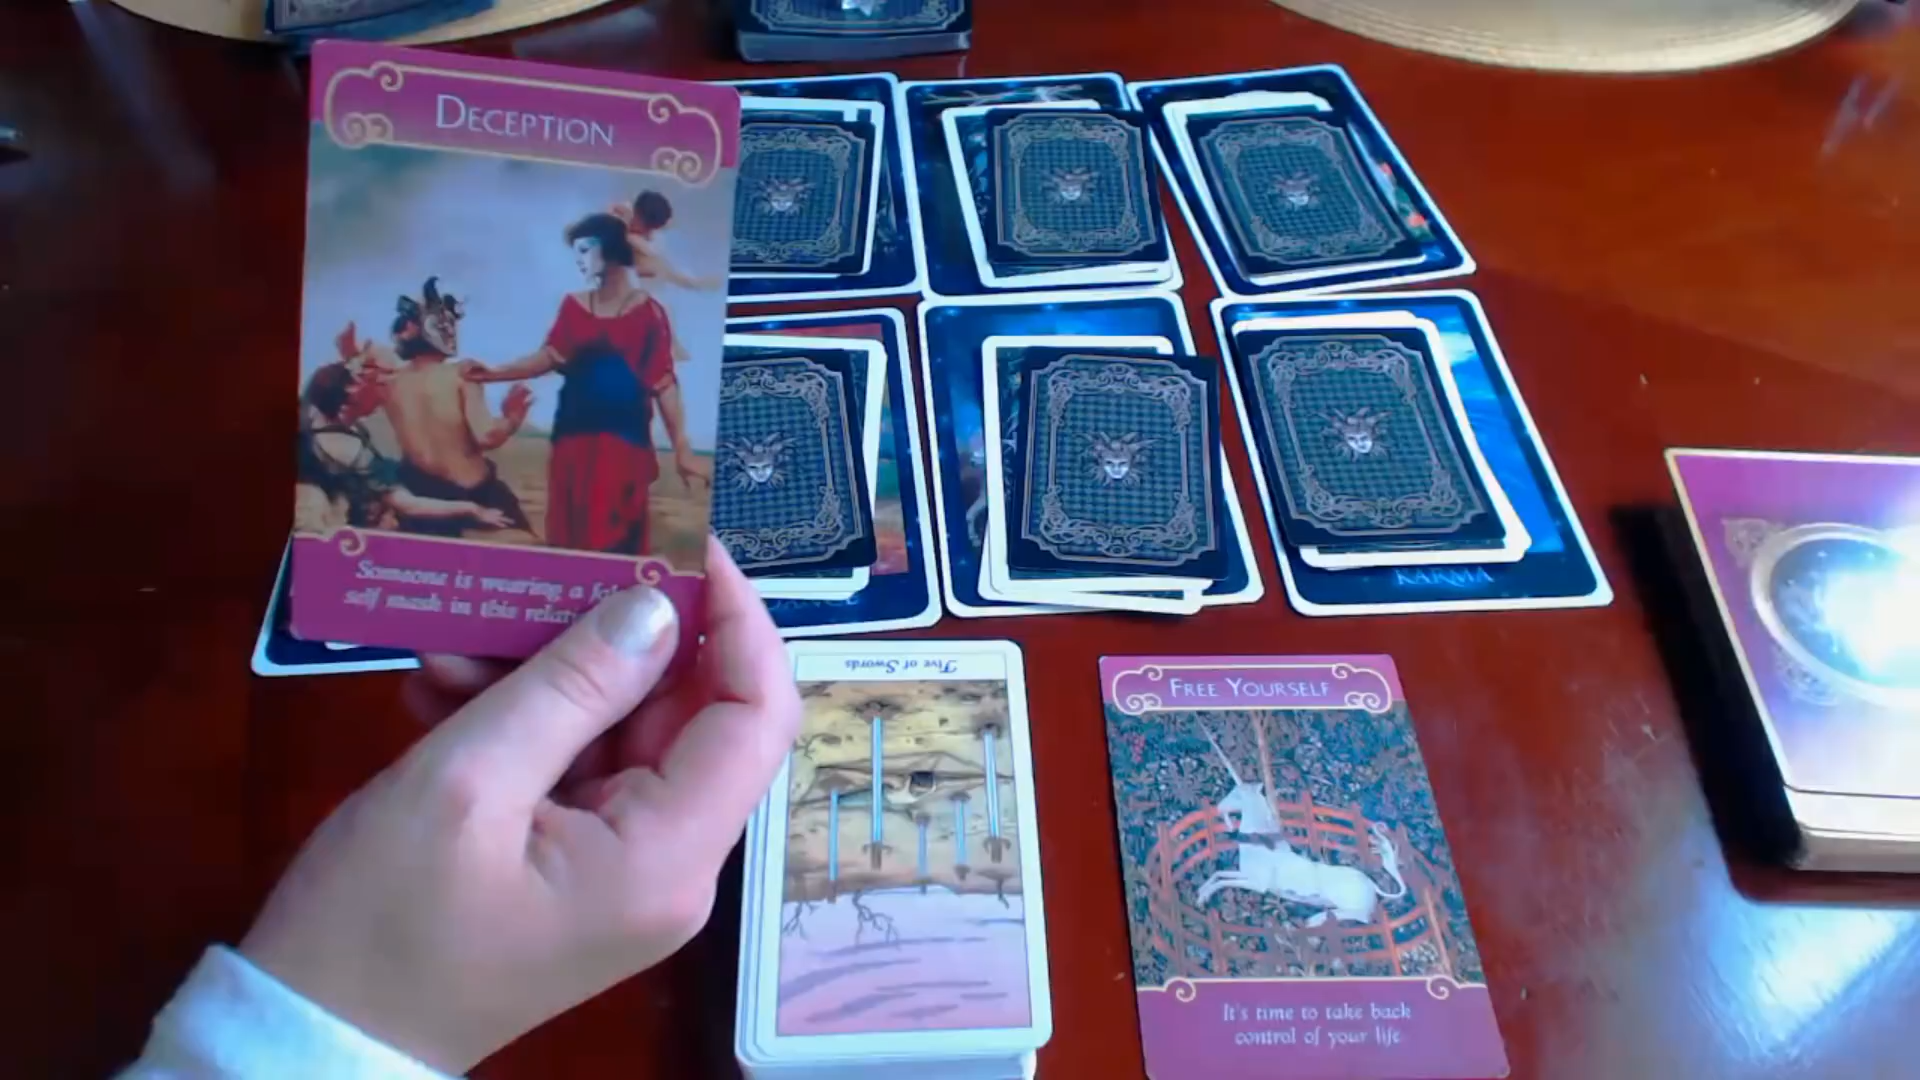 DECEPTION
Someone is wearing a
self mask in this
KARMA
Five of Swords
FREE YOURSELF
It's time to take back
control of your life